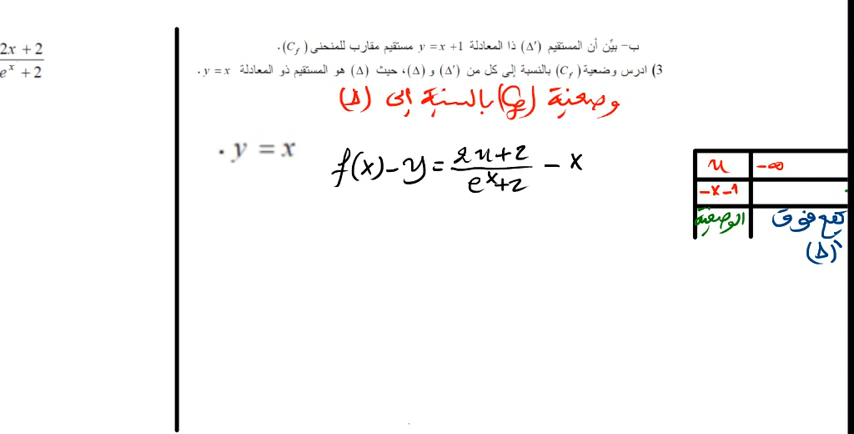 2x + 2
e^x + 2
ب- بيّن أن المستقيم (Δ') ذا المعادلة y = x +1 مستقيم مقارب للمنحنى (C_f).
3) ادرس وضعية (C_f) بالنسبة إلى كل من (Δ') و (Δ)، حيث (Δ) هو المستقيم ذو المعادلة y = x .
وضعية (C_f) بالنسبة إلى (Δ)
. y = x
f(x) - y = (2x+2)/(e^x+2) - x
x -∞
-x-1
الوضعية يقع فوق
(Δ')